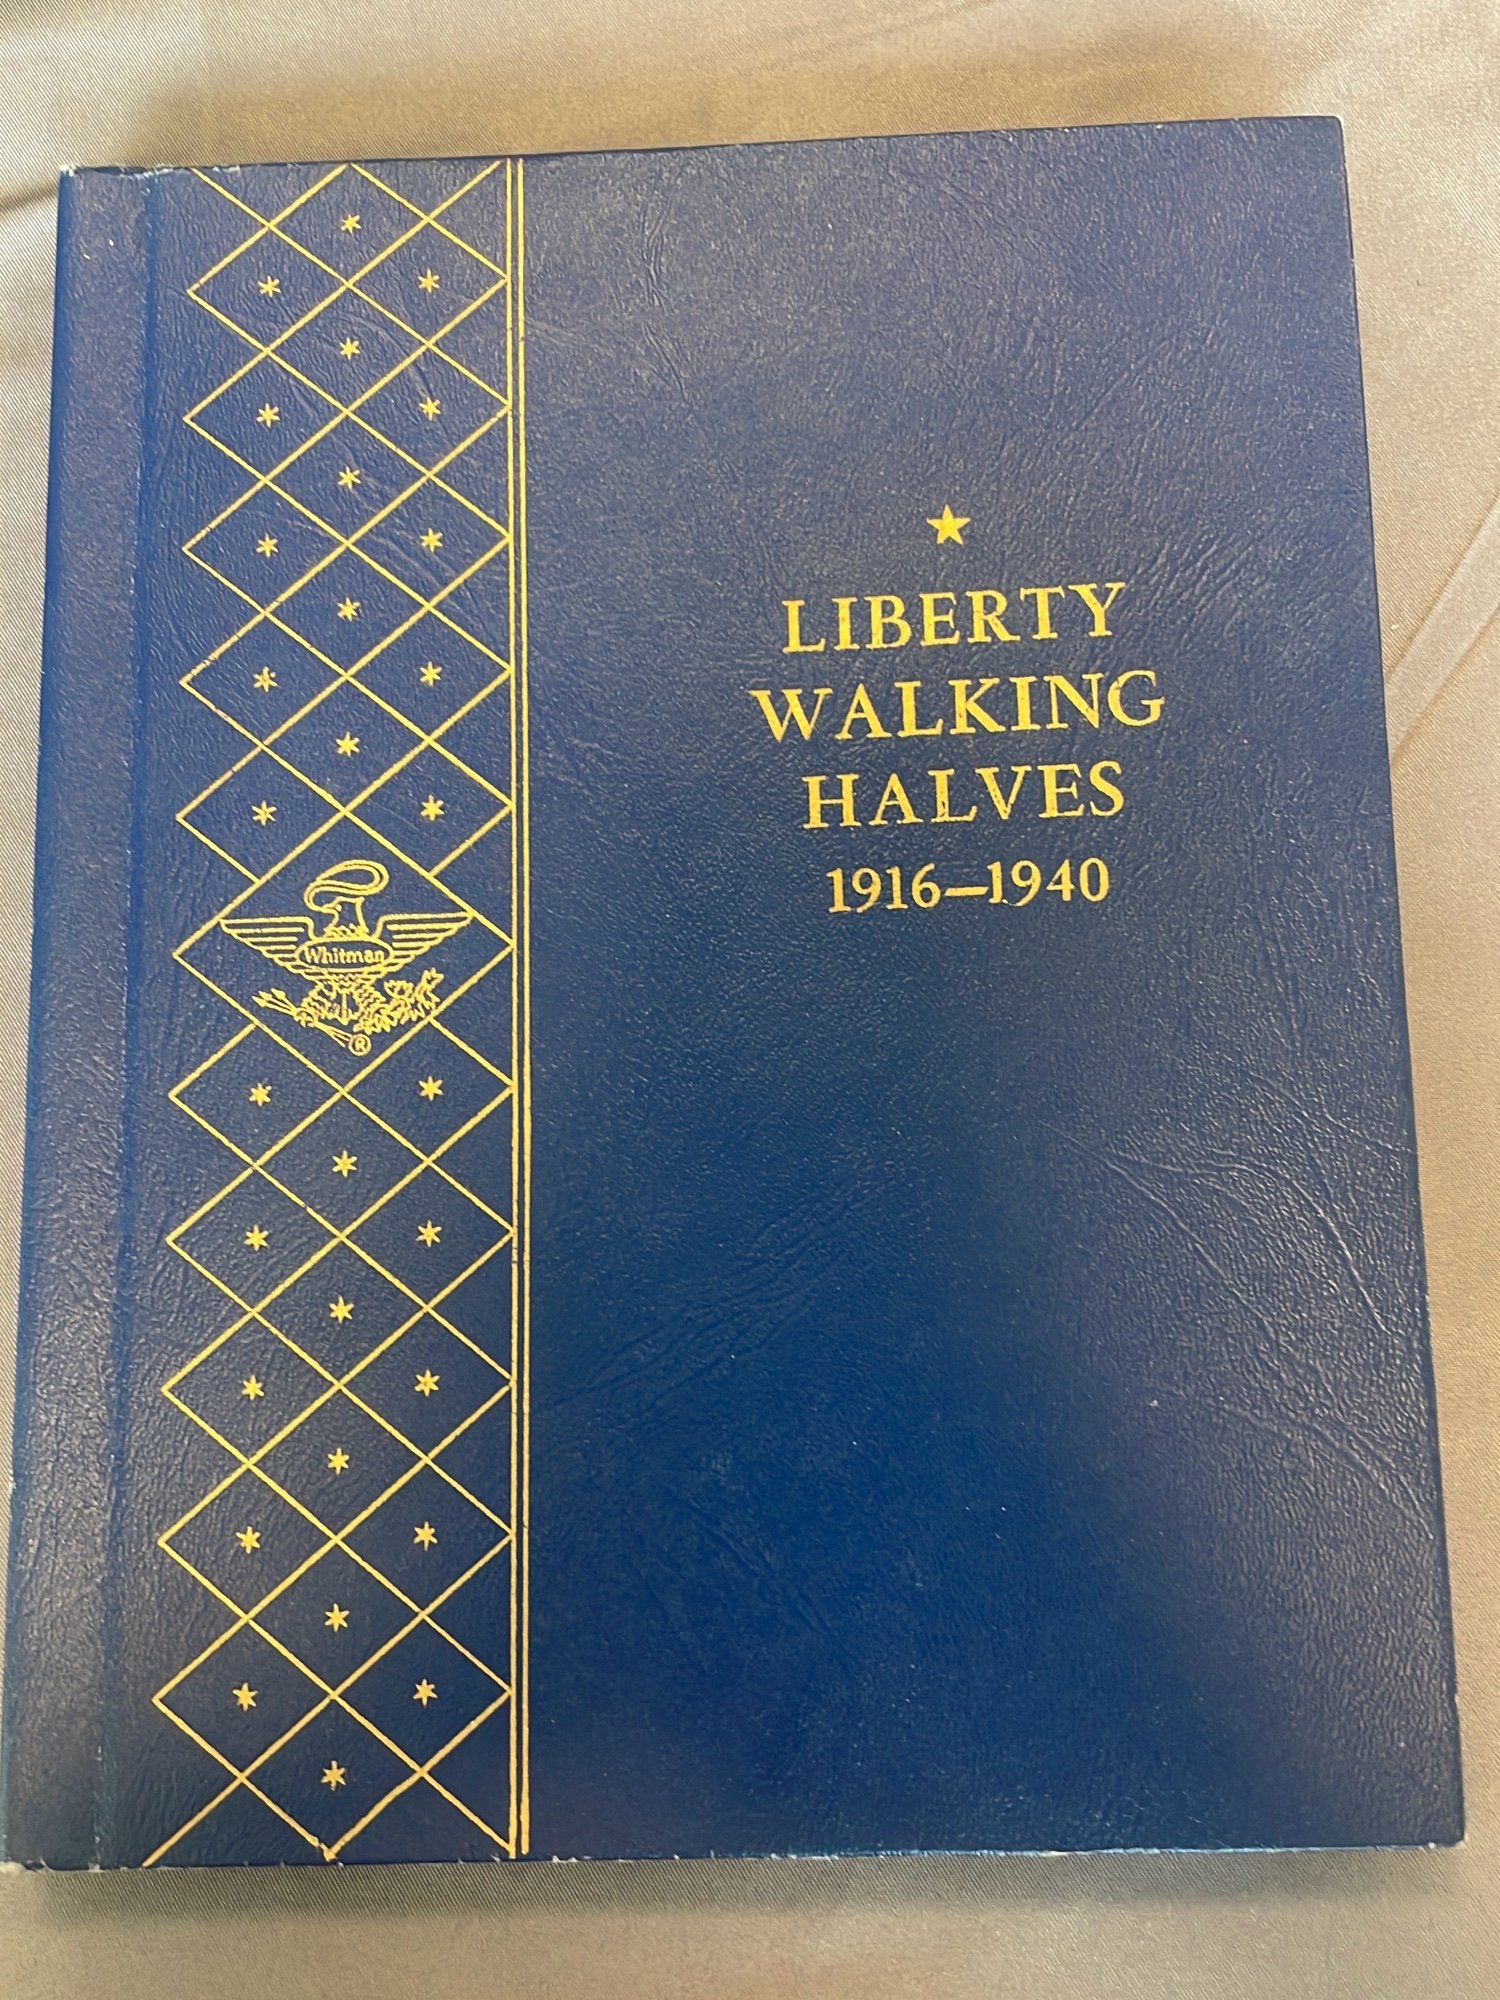 LIBERTY
WALKING
HALVES
1916–1940
Whitman
®